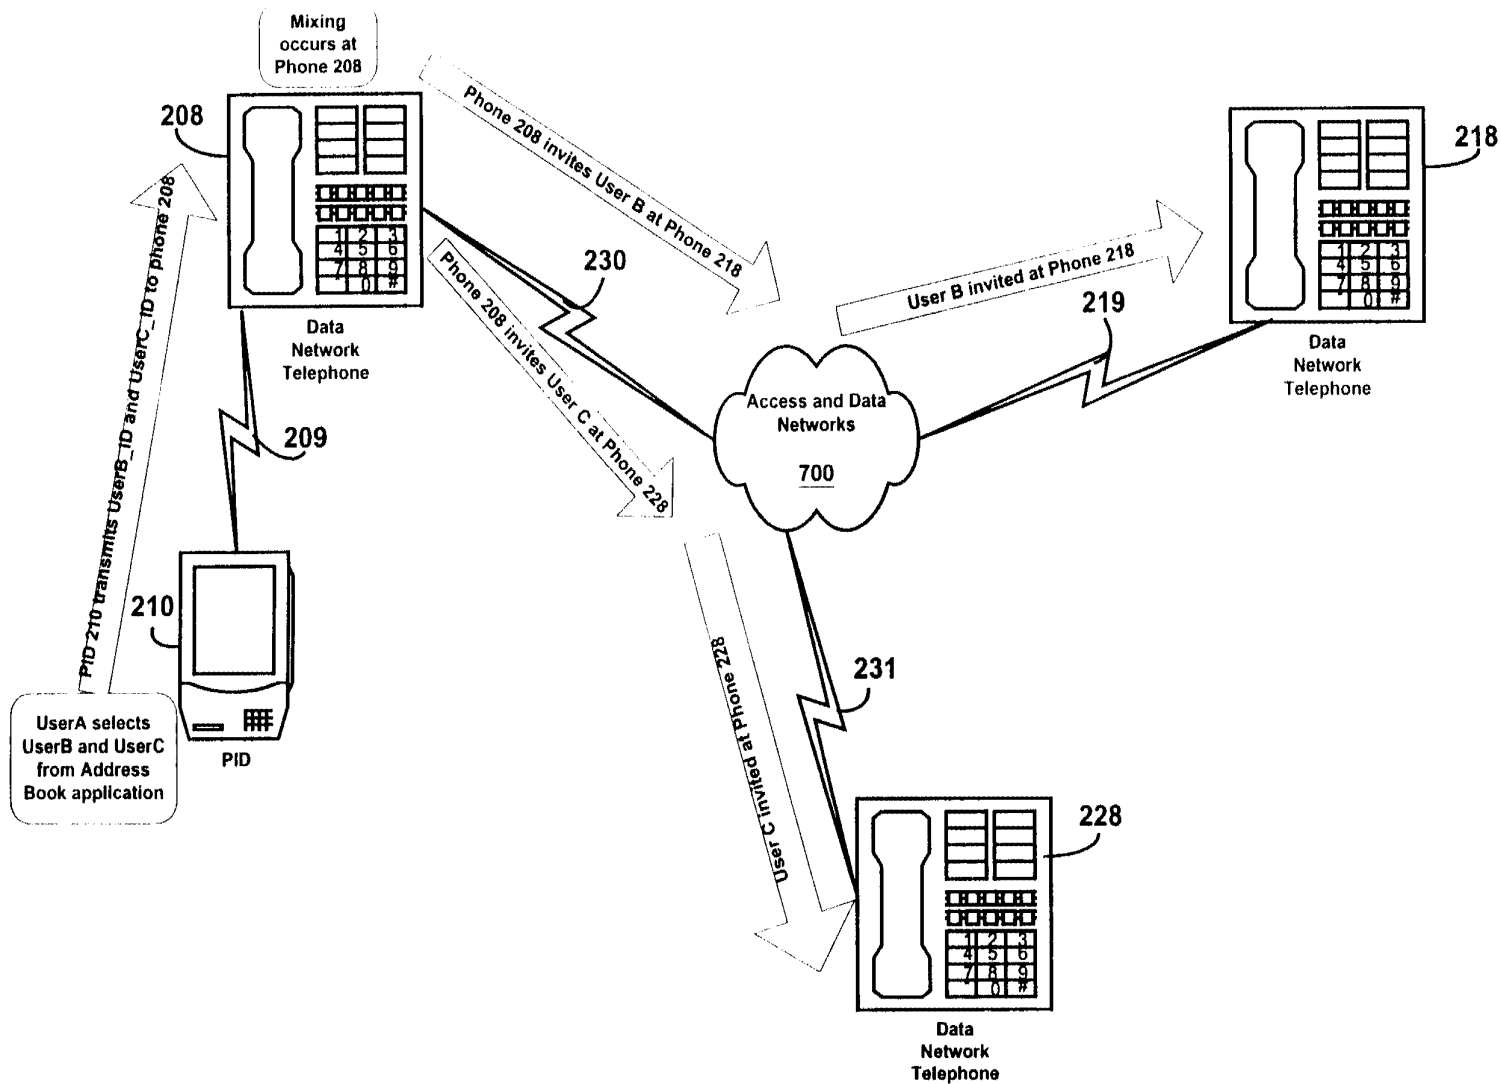 Mixing
occurs at
Phone 208
208
Phone 208 invites User B at Phone 218
218
PID 210 transmits UserB_ID and UserC_ID to phone 208
1 2 3
4 5 6
7 8 9
0 #
1 2 3
4 5 6
7 8 9
* 0 #
Phone 208 invites User C at Phone 228
230
User B invited at Phone 218
219
Data
Network
Telephone
Data
Network
Telephone
Access and Data
Networks
700
209
210
231
User C invited at Phone 228
UserA selects
UserB and UserC
from Address
Book application
PID
228
1 2 3
4 5 6
7 8 9
* 0 #
Data
Network
Telephone